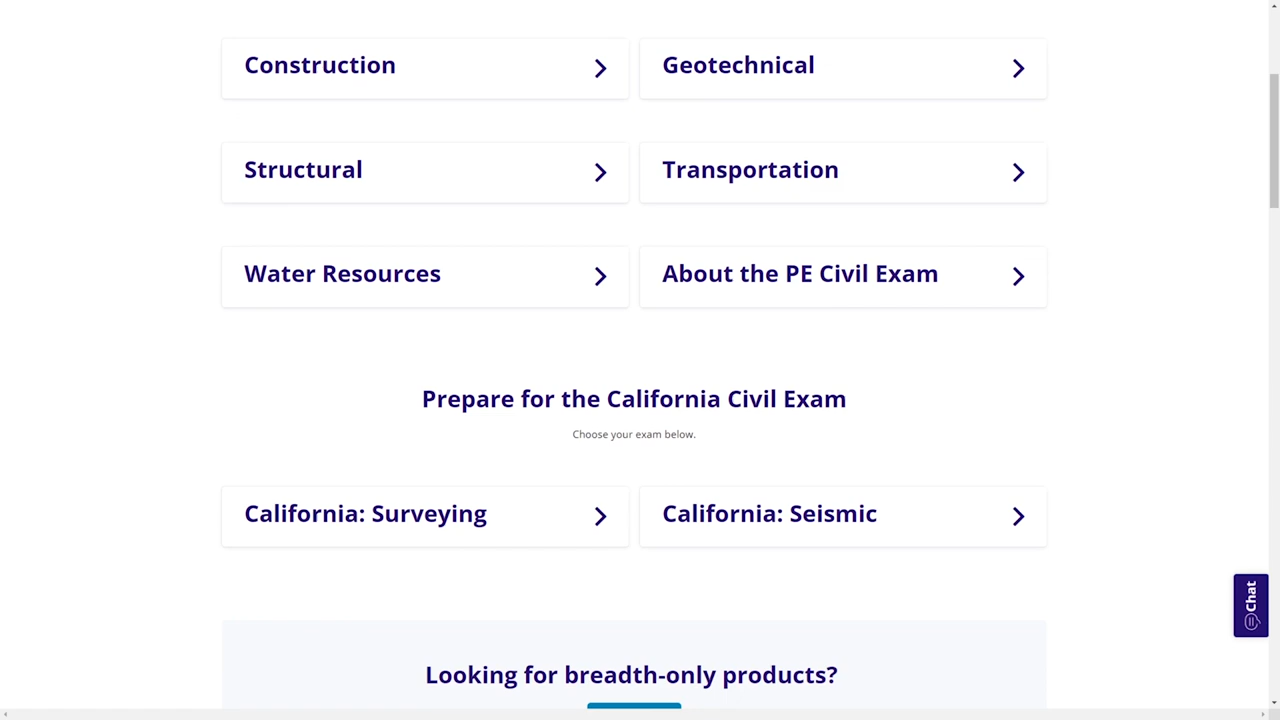 Construction
Geotechnical
Structural
Transportation
Water Resources
About the PE Civil Exam
Prepare for the California Civil Exam
Choose your exam below.
California: Surveying
California: Seismic
Chat
Looking for breadth-only products?